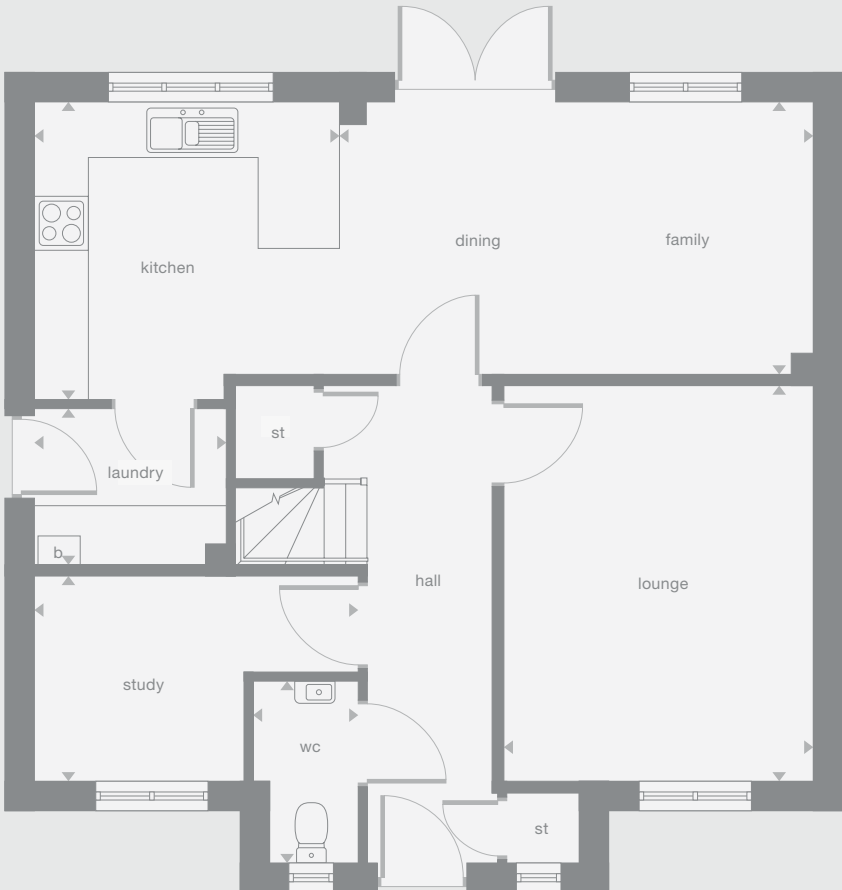 dining
family
kitchen
st
laundry
b
hall
lounge
study
wc
st